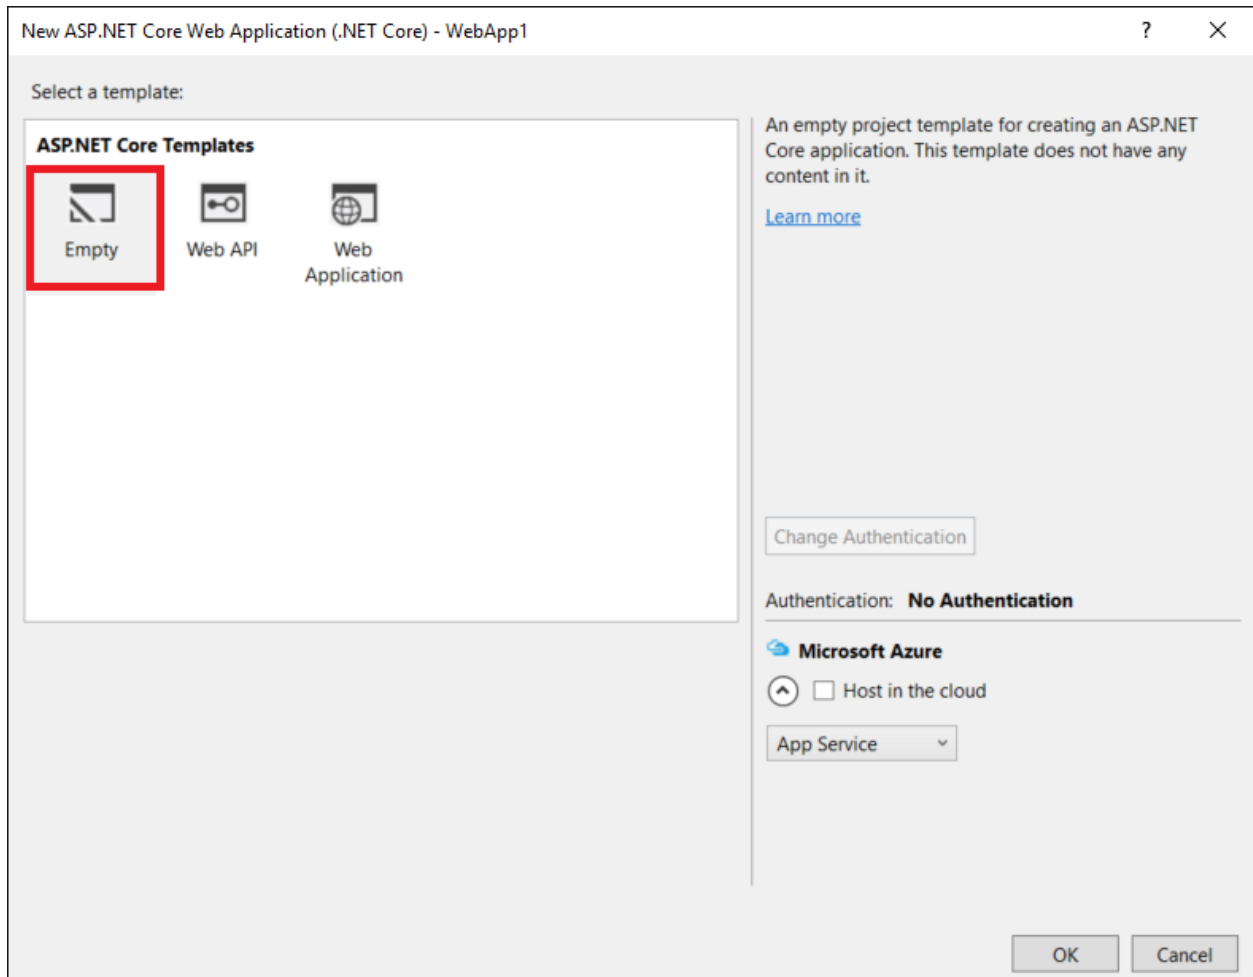 New ASP.NET Core Web Application (.NET Core) - WebApp1
?
Select a template:
ASP.NET Core Templates
Empty
Web API
Web
Application
An empty project template for creating an ASP.NET
Core application. This template does not have any
content in it.
Learn more
Change Authentication
Authentication: No Authentication
Microsoft Azure
Host in the cloud
App Service
OK
Cancel